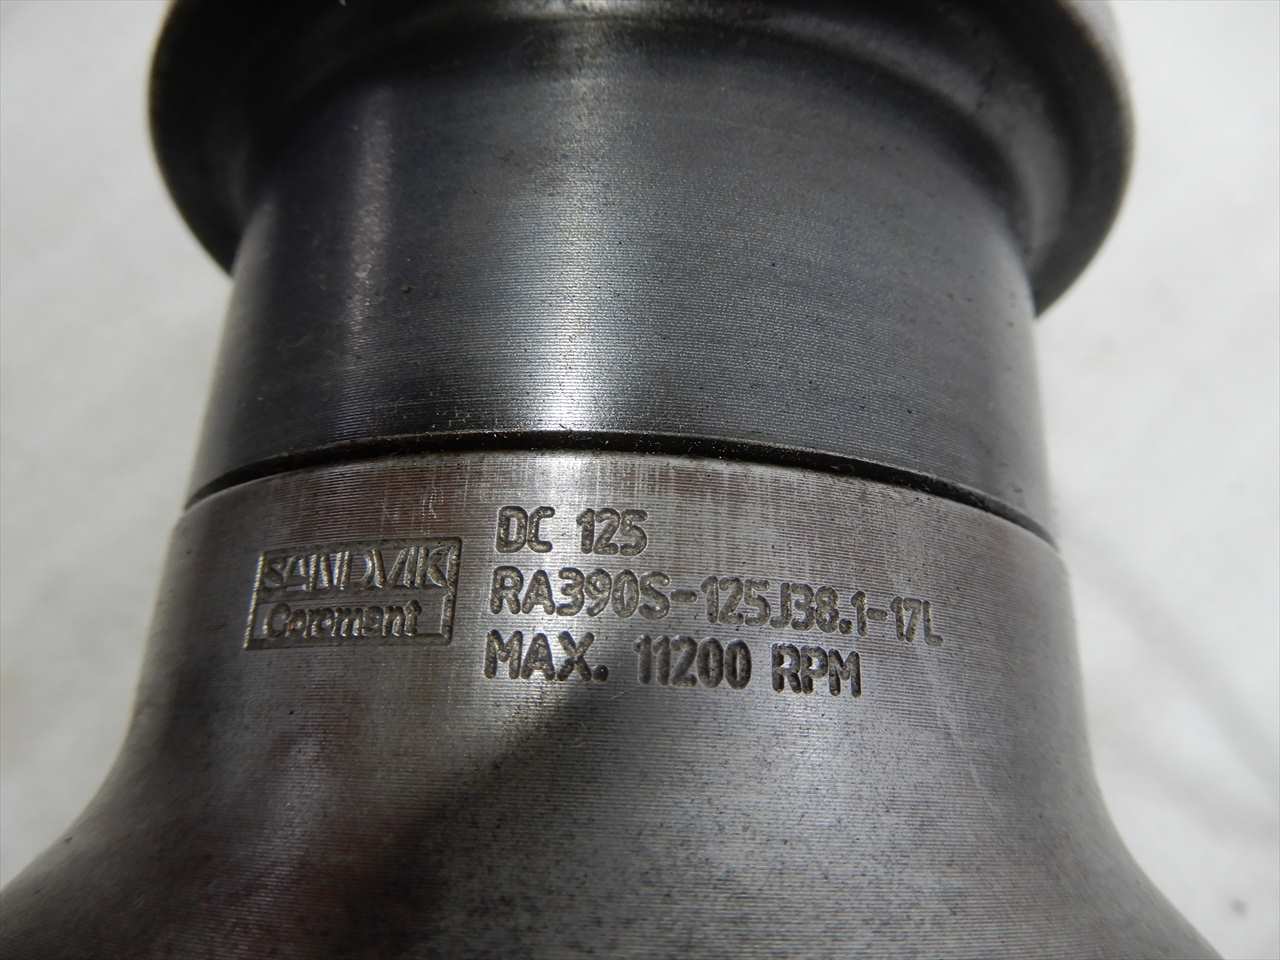 SANDVIK
Coromant
DC 125
RA390S-125J38.1-17L
MAX. 11200 RPM